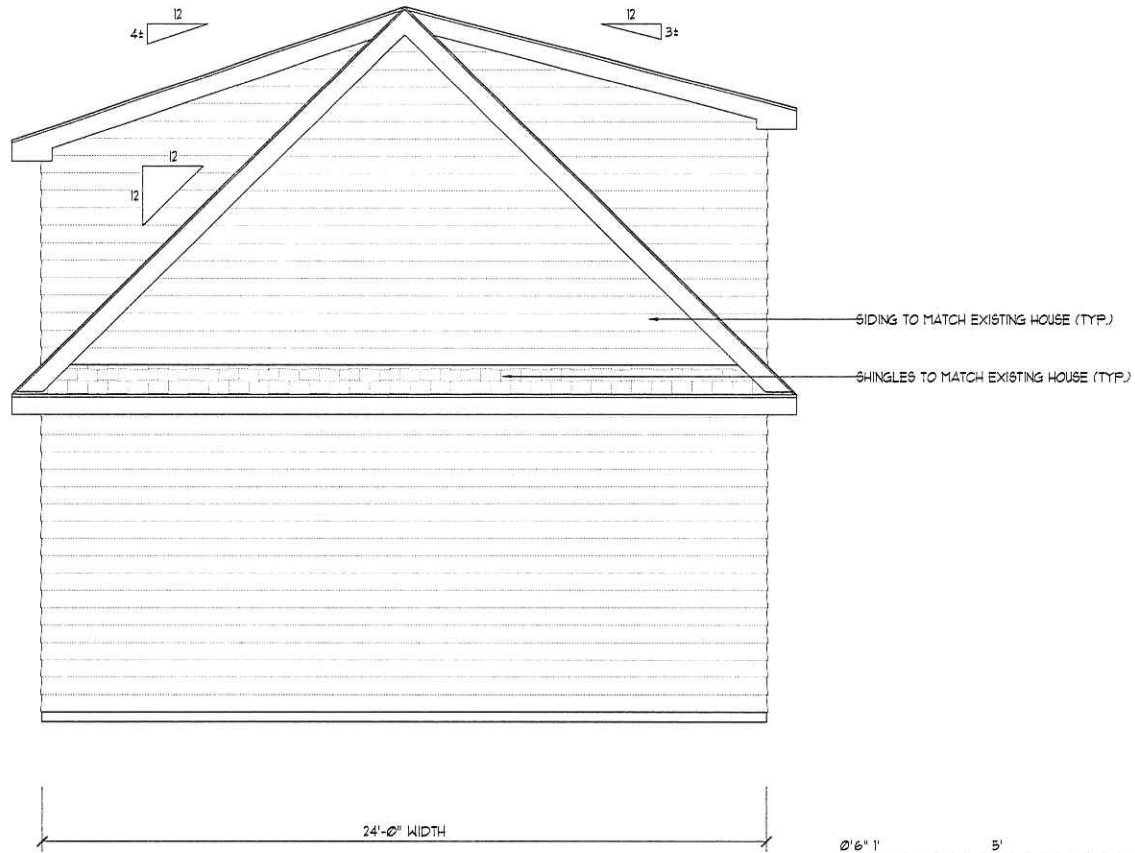 12
4±
12
3±
12
12
SIDING TO MATCH EXISTING HOUSE (TYP.)
SHINGLES TO MATCH EXISTING HOUSE (TYP.)
24'-0" WIDTH
0'6" 1' 5'